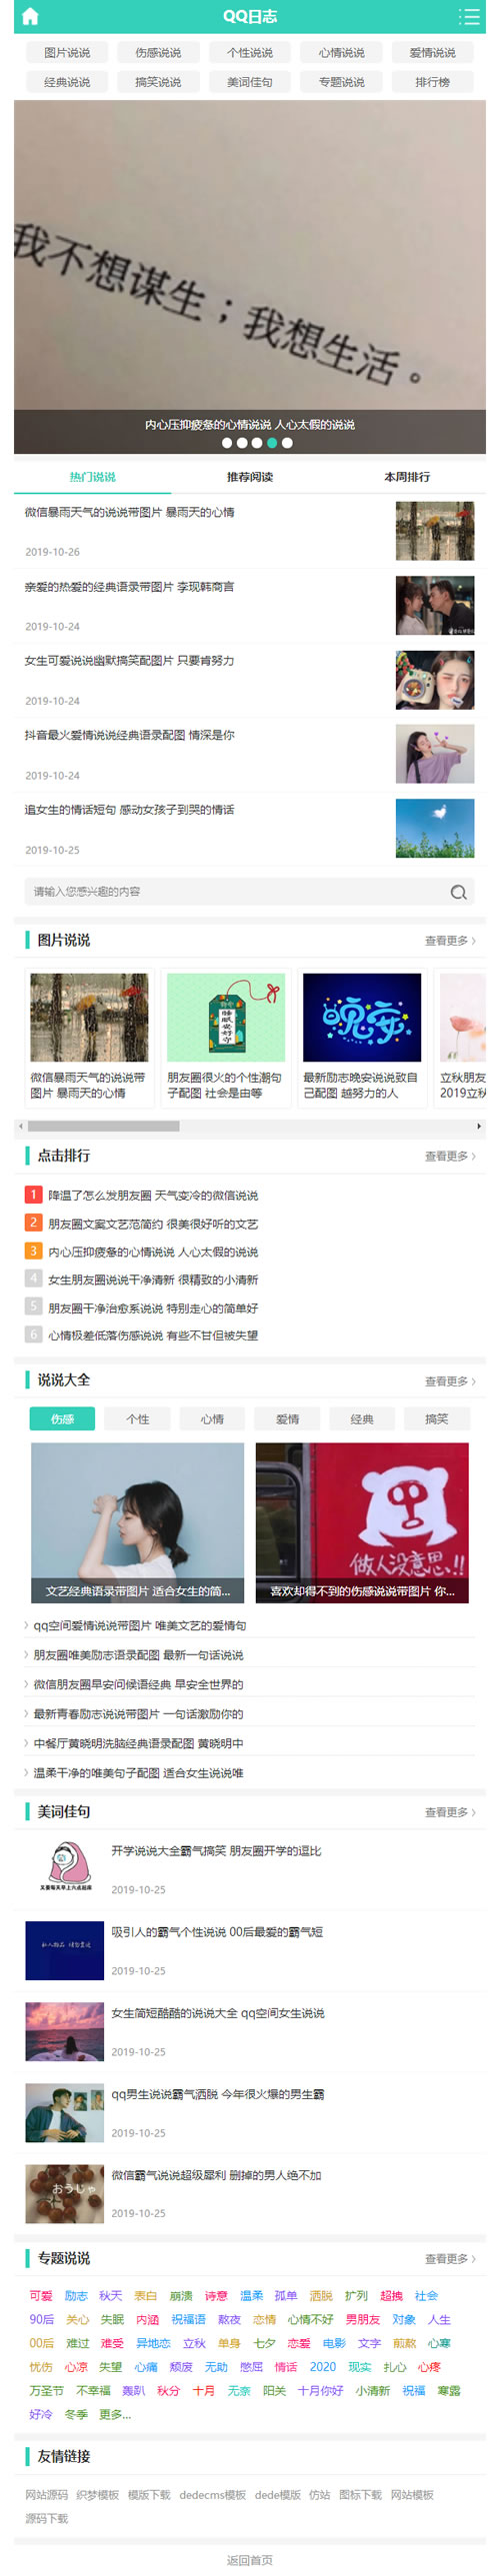 QQ日志
图片说说 伤感说说 个性说说 心情说说 爱情说说
经典说说 搞笑说说 美词佳句 专题说说 排行榜
我不想谋生；我想生活。
内心压抑疲惫的心情说说 人心太假的说说
热门说说 推荐阅读 本周排行
微信暴雨天气的说说带图片 暴雨天的心情
2019-10-26
亲爱的热爱的经典语录带图片 李现韩商言
2019-10-24
女生可爱说说幽默搞笑配图片 只要肯努力
2019-10-24
抖音最火爱情说说经典语录配图 情深是你
2019-10-24
追女生的情话短句 感动女孩子到哭的情话
2019-10-25
请输入您感兴趣的内容
图片说说 查看更多
晚安
微信暴雨天气的说说带 朋友圈很火的个性潮句 最新励志晚安说说致自 立秋朋友
图片 暴雨天的心情 子配图 社会是由等 己配图 越努力的人 2019立秋
点击排行 查看更多
1 降温了怎么发朋友圈 天气变冷的微信说说
2 朋友圈文案文艺范简约 很美很好听的文艺
3 内心压抑疲惫的心情说说 人心太假的说说
4 女生朋友圈说说干净清新 很精致的小清新
5 朋友圈干净治愈系说说 特别走心的简单好
6 心情极差低落伤感说说 有些不甘但被失望
说说大全 查看更多
伤感 个性 心情 爱情 经典 搞笑
做人没意思!!
文艺经典语录带图片 适合女生的简... 喜欢却得不到的伤感说说带图片 你...
qq空间爱情说说带图片 唯美文艺的爱情句
朋友圈唯美励志语录配图 最新一句话说说
微信朋友圈早安问候语经典 早安全世界的
最新青春励志说说带图片 一句话激励你的
中餐厅黄晓明洗脑经典语录配图 黄晓明中
温柔干净的唯美句子配图 适合女生说说唯
美词佳句 查看更多
又要每天早上六点起床
开学说说大全霸气搞笑 朋友圈开学的逗比
2019-10-25
吸引人的霸气个性说说 00后最爱的霸气短
2019-10-25
女生简短酷酷的说说大全 qq空间女生说说
2019-10-25
qq男生说说霸气洒脱 今年很火爆的男生霸
2019-10-25
おうじゃ
微信霸气说说超级犀利 删掉的男人绝不加
2019-10-25
专题说说 查看更多
可爱 励志 秋天 表白 崩溃 诗意 温柔 孤单 洒脱 扩列 超拽 社会
90后 关心 失眠 内涵 祝福语 熬夜 恋情 心情不好 男朋友 对象 人生
00后 难过 难受 异地恋 立秋 单身 七夕 恋爱 电影 文字 煎熬 心寒
忧伤 心凉 失望 心痛 颓废 无助 憋屈 情话 2020 现实 扎心 心疼
万圣节 不幸福 轰趴 秋分 十月 无奈 阳关 十月你好 小清新 祝福 寒露
好冷 冬季 更多...
友情链接
网站源码 织梦模板 模版下载 dedecms模板 dede模版 仿站 图标下载 网站模板
源码下载
返回首页